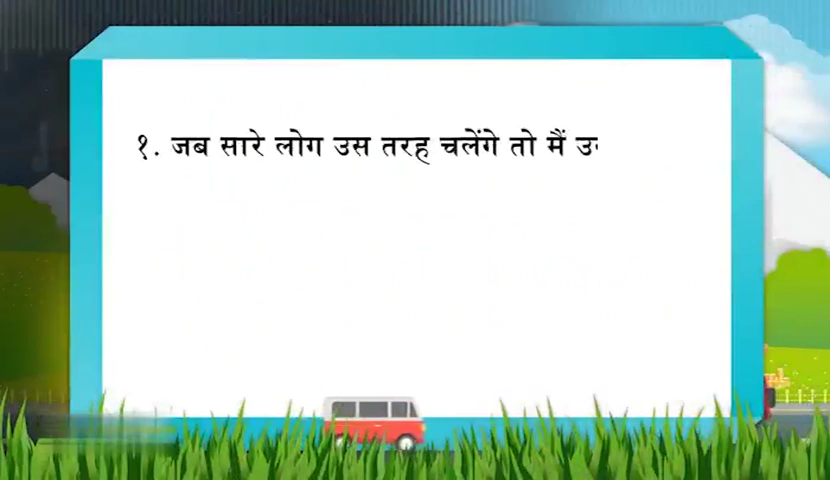 १. जब सारे लोग उस तरह चलेंगे तो मैं